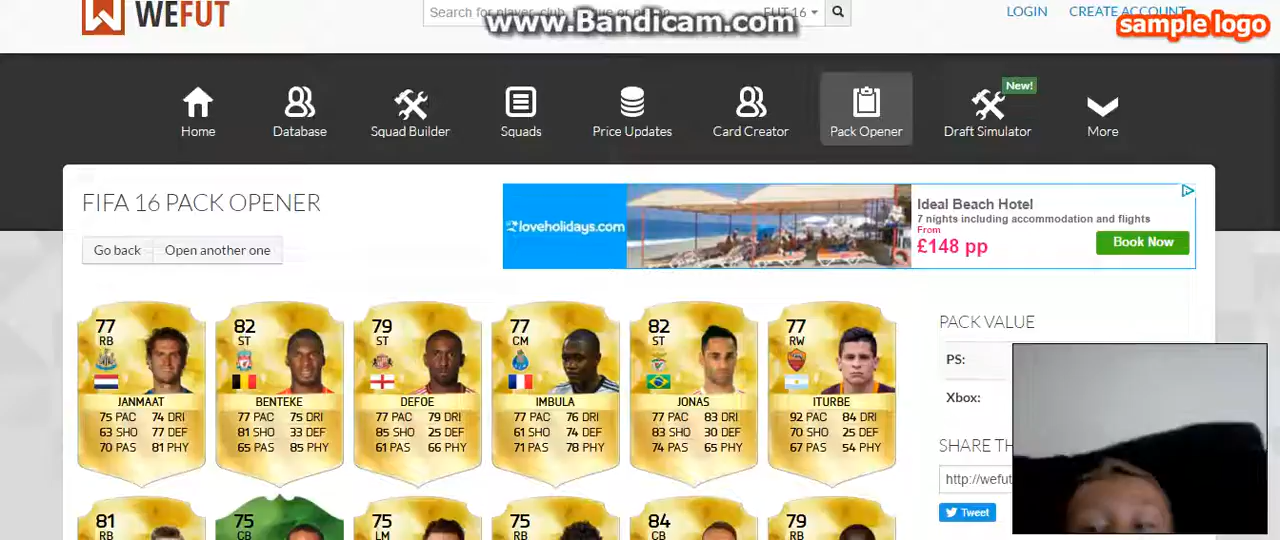 WEFUT
www.Bandicam.com
FUT 16
LOGIN
CREATE ACCOUNT
sample logo
Home
Database
Squad Builder
Squads
Price Updates
Card Creator
Pack Opener
New!
Draft Simulator
More
FIFA 16 PACK OPENER
Go back
Open another one
loveholidays.com
Ideal Beach Hotel
7 nights including accommodation and flights
From
£148 pp
Book Now
77
RB
JANMAAT
75 PAC 74 DRI
63 SHO 77 DEF
70 PAS 81 PHY
82
ST
BENTEKE
77 PAC 75 DRI
81 SHO 33 DEF
65 PAS 85 PHY
79
ST
DEFOE
77 PAC 79 DRI
85 SHO 25 DEF
61 PAS 66 PHY
77
CM
IMBULA
77 PAC 76 DRI
61 SHO 74 DEF
71 PAS 78 PHY
82
ST
JONAS
77 PAC 83 DRI
83 SHO 30 DEF
74 PAS 65 PHY
77
RW
ITURBE
92 PAC 84 DRI
70 SHO 25 DEF
67 PAS 54 PHY
81
RB
75
CB
75
LM
75
RB
84
RB
79
RB
PACK VALUE
PS:
Xbox:
SHARE TH
http://wefut
Tweet